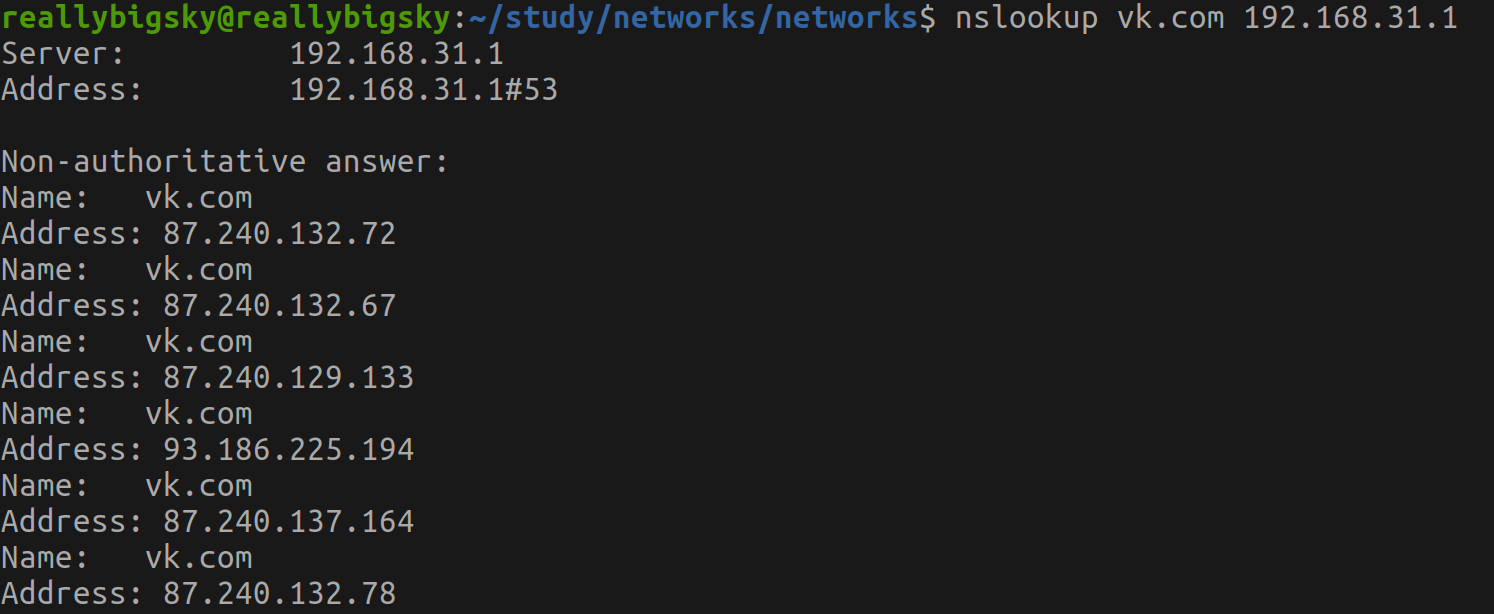 reallybigsky@reallybigsky:~/study/networks/networks$ nslookup vk.com 192.168.31.1
Server:		192.168.31.1
Address:	192.168.31.1#53

Non-authoritative answer:
Name:	vk.com
Address: 87.240.132.72
Name:	vk.com
Address: 87.240.132.67
Name:	vk.com
Address: 87.240.129.133
Name:	vk.com
Address: 93.186.225.194
Name:	vk.com
Address: 87.240.137.164
Name:	vk.com
Address: 87.240.132.78